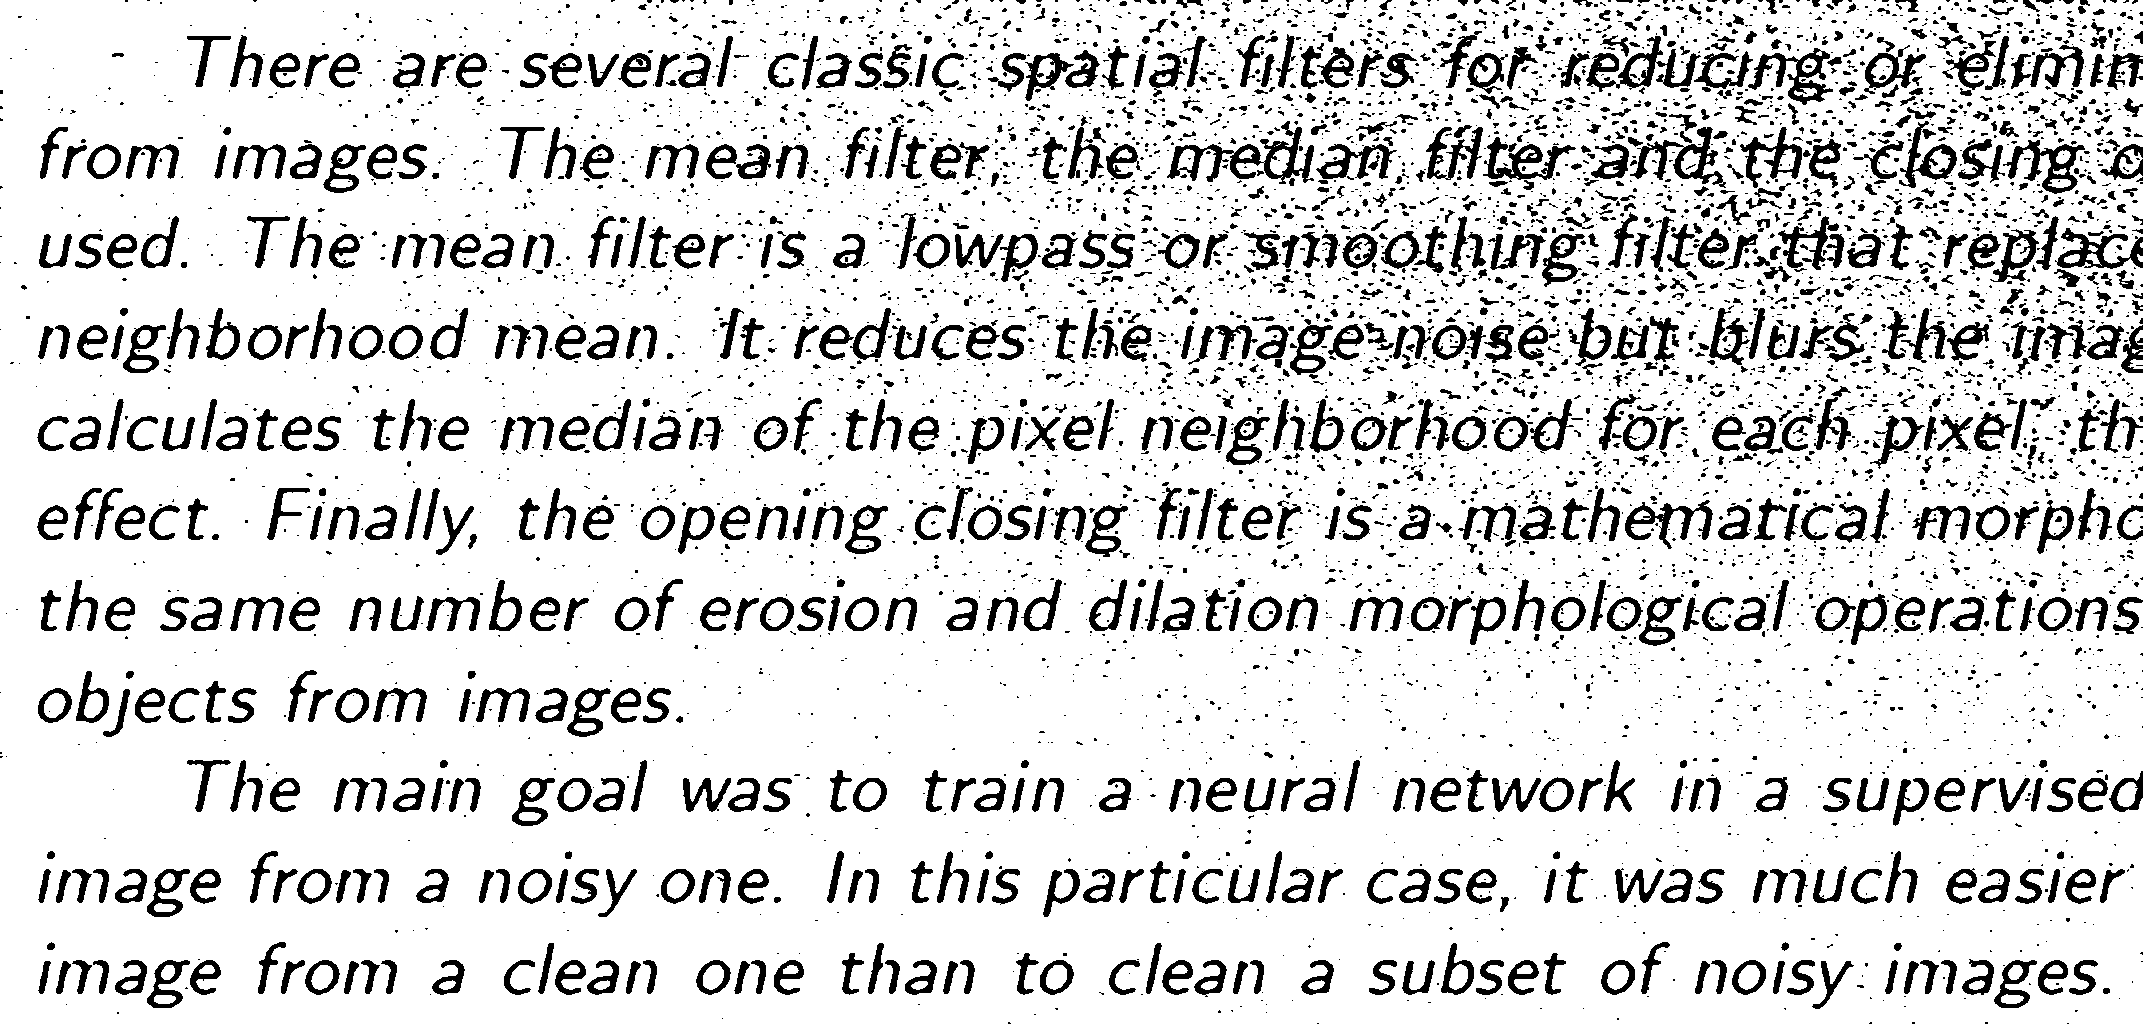 There are several classic spatial filters for reducing or elimin
from images. The mean filter, the median filter and the closing o
used. The mean filter is a lowpass or smoothing filter that replace
neighborhood mean. It reduces the image noise but blurs the imag
calculates the median of the pixel neighborhood for each pixel, th
effect. Finally, the opening closing filter is a mathematical morpho
the same number of erosion and dilation morphological operations
objects from images.
The main goal was to train a neural network in a supervised
image from a noisy one. In this particular case, it was much easier
image from a clean one than to clean a subset of noisy images.